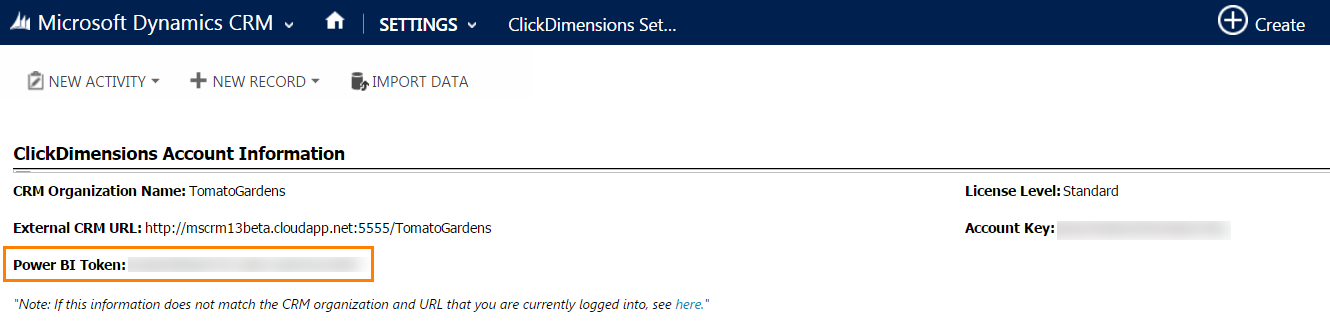 Microsoft Dynamics CRM SETTINGS ClickDimensions Set... Create
NEW ACTIVITY NEW RECORD IMPORT DATA
ClickDimensions Account Information
CRM Organization Name: TomatoGardens License Level: Standard
External CRM URL: http://mscrm13beta.cloudapp.net:5555/TomatoGardens Account Key:
Power BI Token:
"Note: If this information does not match the CRM organization and URL that you are currently logged into, see here."